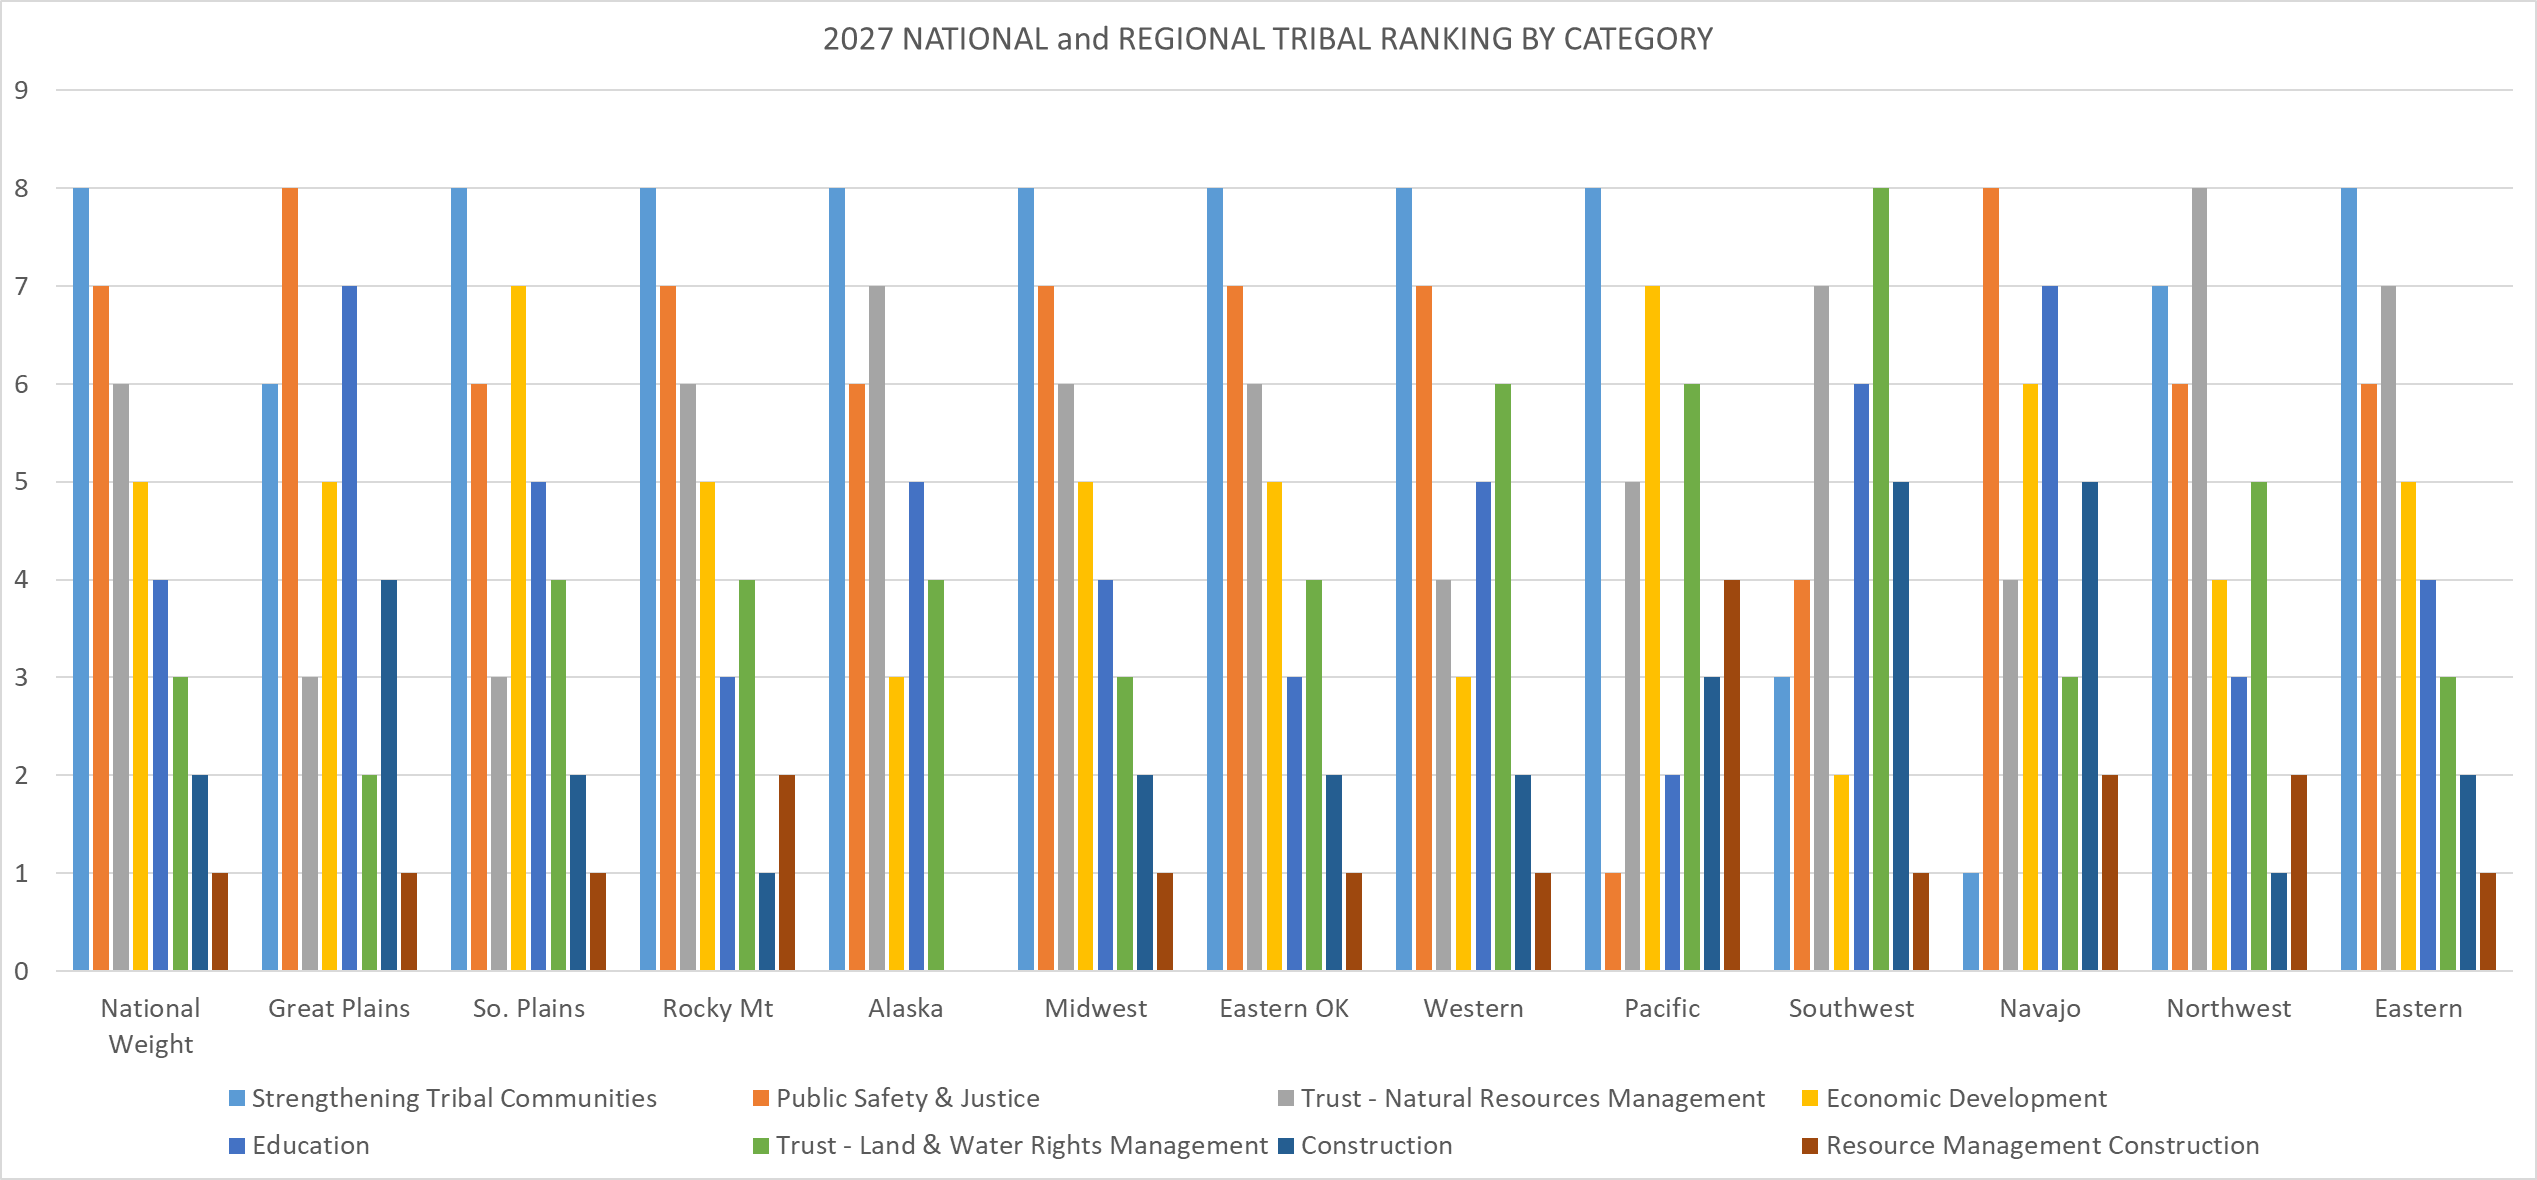 2027 NATIONAL and REGIONAL TRIBAL RANKING BY CATEGORY
9
8
7
6
5
4
3
2
1
0
National Weight
Great Plains
So. Plains
Rocky Mt
Alaska
Midwest
Eastern OK
Western
Pacific
Southwest
Navajo
Northwest
Eastern
Strengthening Tribal Communities
Public Safety & Justice
Trust - Natural Resources Management
Economic Development
Education
Trust - Land & Water Rights Management
Construction
Resource Management Construction